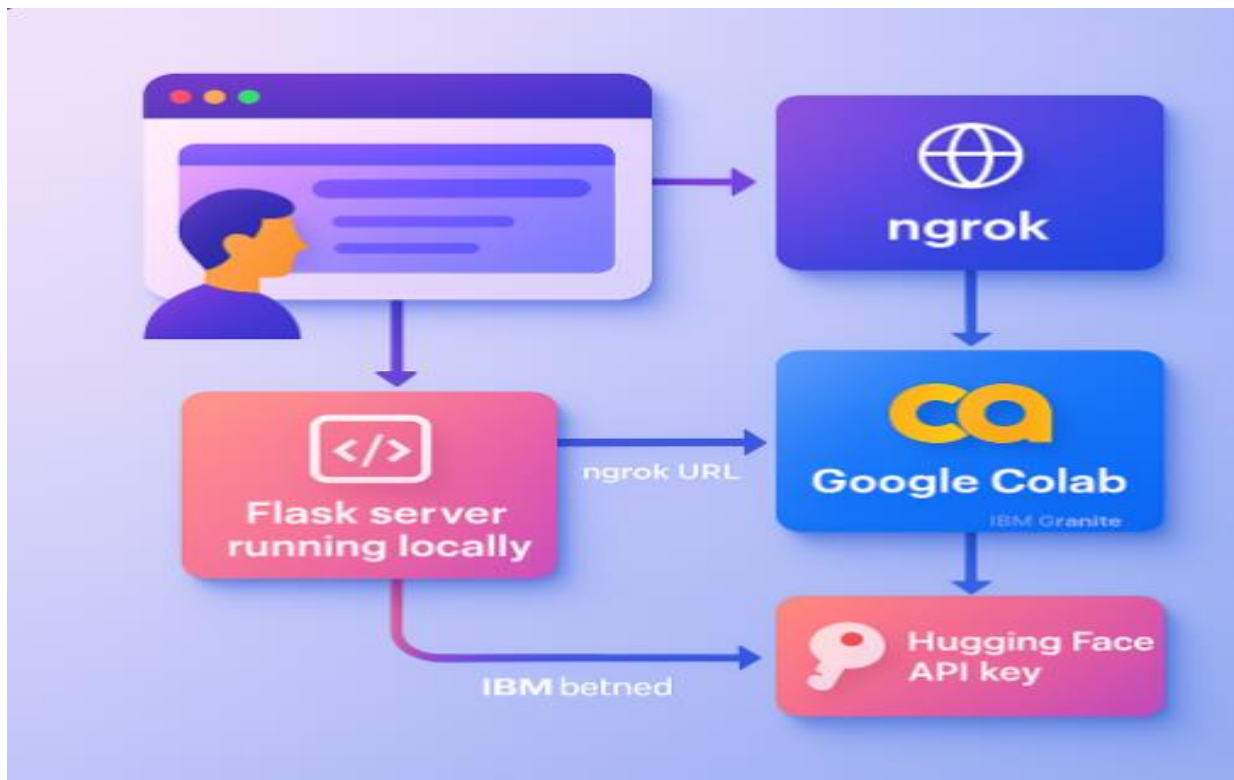 ngrok
</>
Flask server
running locally
ngrok URL
Google Colab
IBM Granite
IBM betned
Hugging Face
API key